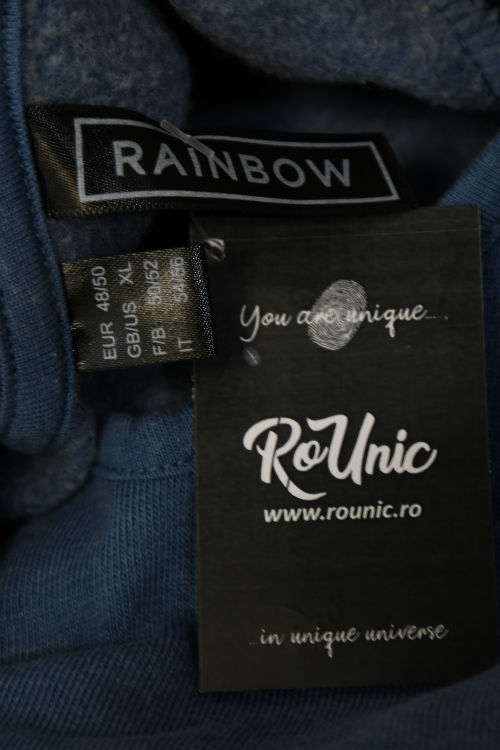 RAINBOW
EUR 48/50
GB/US XL
F/B 50/52
IT 54/56
You are unique...
RoUnic
www.rounic.ro
...in unique universe